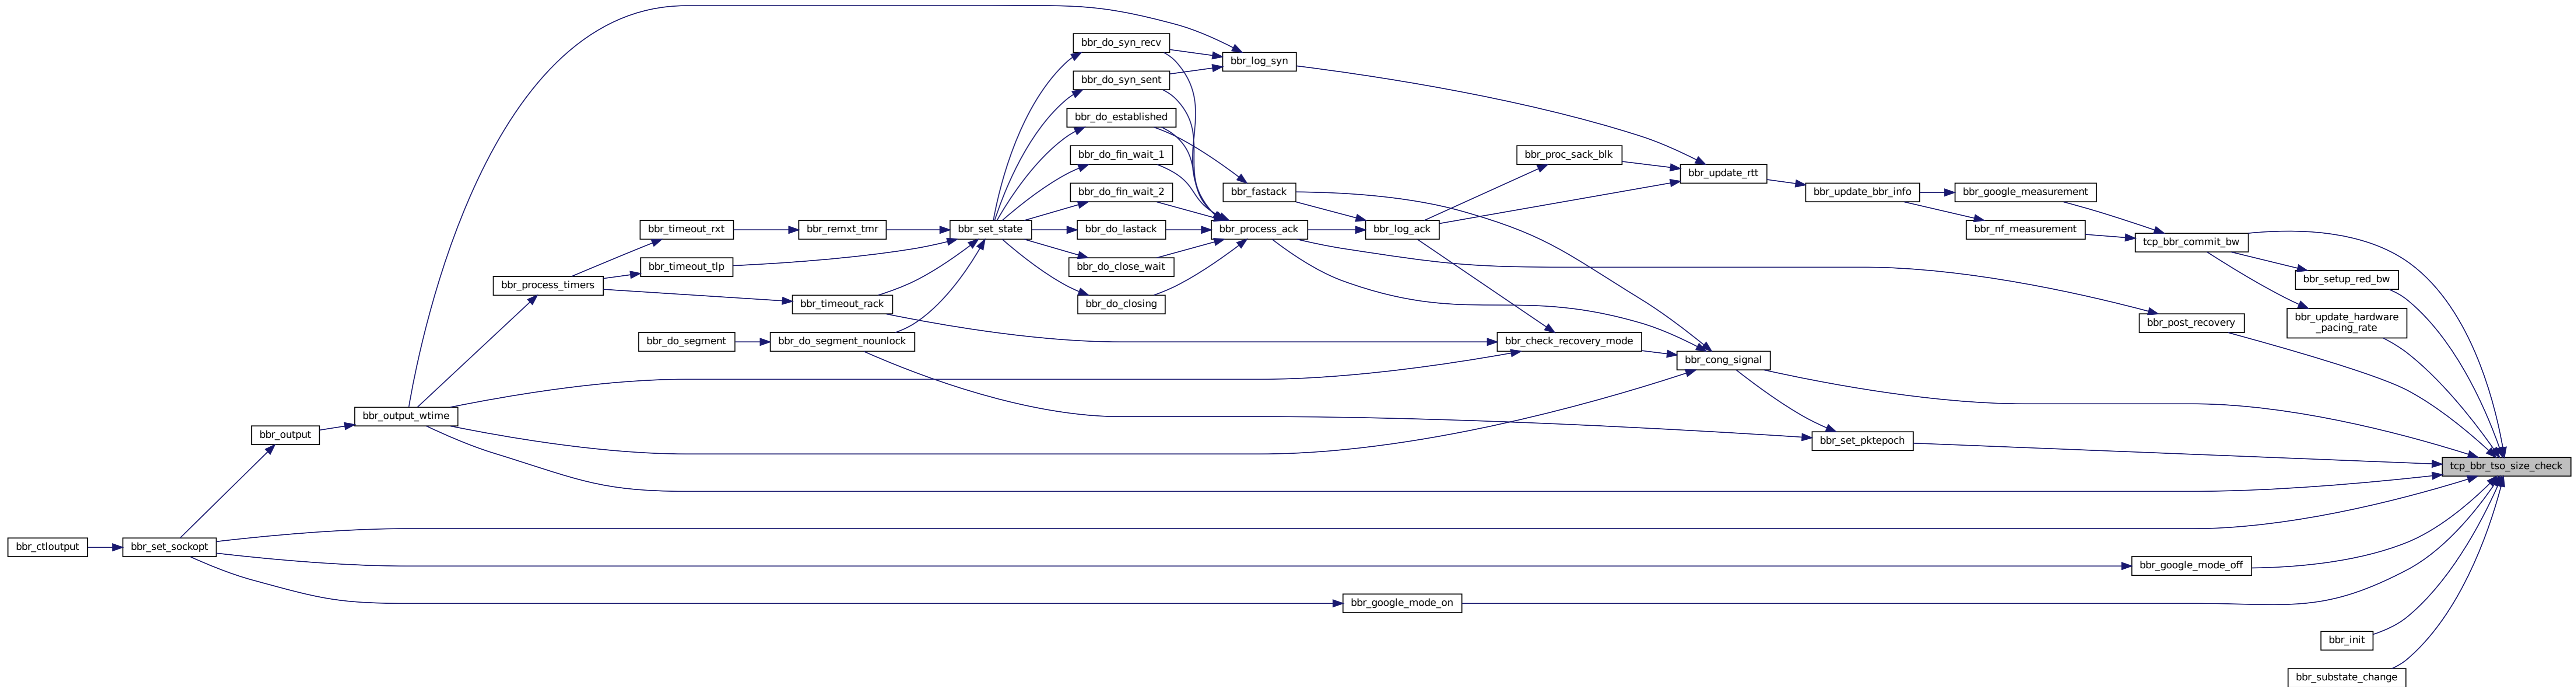 bbr_do_syn_recv
bbr_log_syn
bbr_do_syn_sent
bbr_do_established
bbr_do_fin_wait_1
bbr_proc_sack_blk
bbr_update_rtt
bbr_do_fin_wait_2
bbr_fastack
bbr_update_bbr_info
bbr_google_measurement
bbr_timeout_rxt
bbr_remxt_tmr
bbr_set_state
bbr_do_lastack
bbr_process_ack
bbr_log_ack
bbr_nf_measurement
tcp_bbr_commit_bw
bbr_timeout_tlp
bbr_do_close_wait
bbr_setup_red_bw
bbr_process_timers
bbr_timeout_rack
bbr_do_closing
bbr_post_recovery
bbr_update_hardware
_pacing_rate
bbr_do_segment
bbr_do_segment_nounlock
bbr_check_recovery_mode
bbr_cong_signal
bbr_output_wtime
bbr_output
bbr_set_pktepoch
tcp_bbr_tso_size_check
bbr_ctloutput
bbr_set_sockopt
bbr_google_mode_off
bbr_google_mode_on
bbr_init
bbr_substate_change